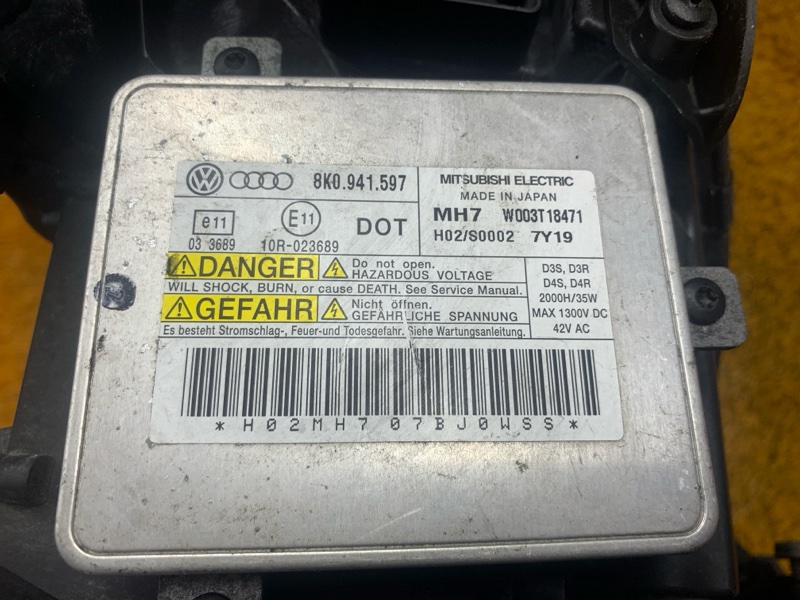 8K0.941.597
MITSUBISHI ELECTRIC
MADE IN JAPAN
MH7 W003T18471
H02/S0002 7Y19
e11
03 3689
E11
10R-023689
DOT
DANGER
Do not open.
HAZARDOUS VOLTAGE
WILL SHOCK, BURN, or cause DEATH. See Service Manual.
GEFAHR
Nicht öffnen.
GEFÄHRLICHE SPANNUNG
Es besteht Stromschlag-, Feuer-und Todesgefahr. Siehe Wartungsanleitung.
D3S, D3R
D4S, D4R
2000H/35W
MAX 1300V DC
42V AC
*H02MH707BJ0WSS*